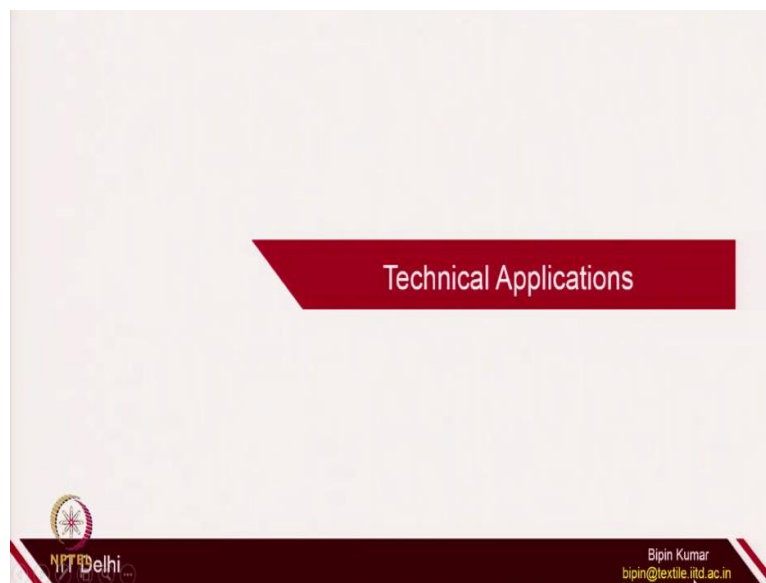 Technical Applications
NPTEL
IIT Delhi
Bipin Kumar
bipin@textile.iitd.ac.in